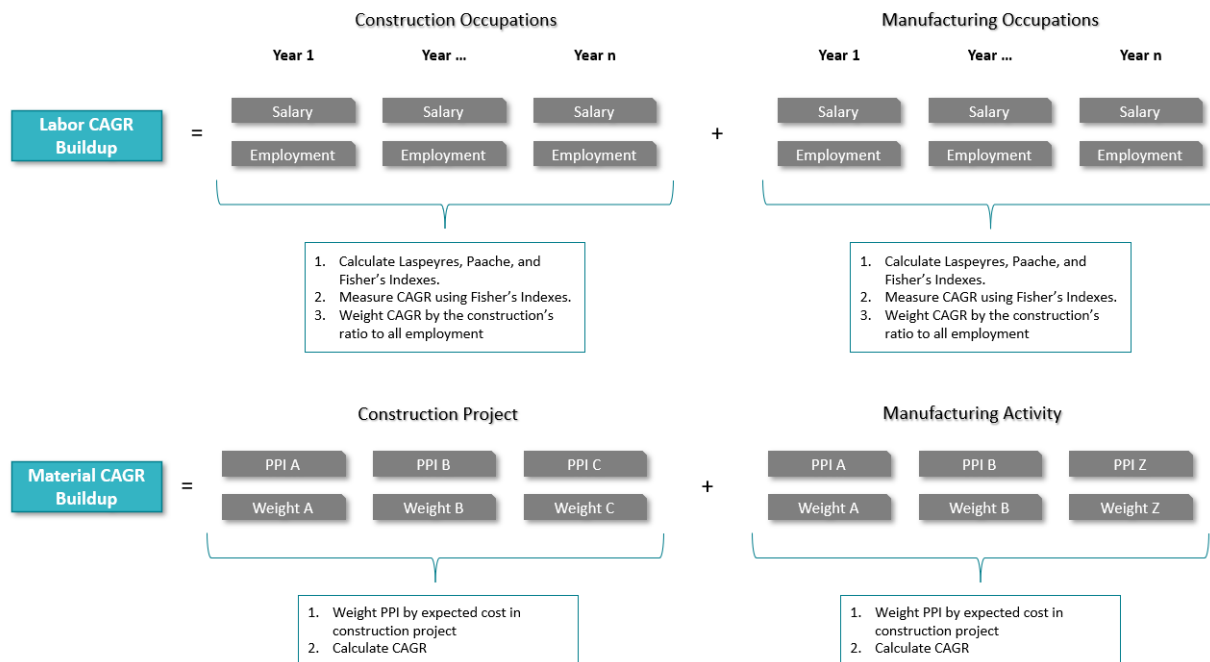 Construction Occupations
Manufacturing Occupations
Year 1
Year ...
Year n
Year 1
Year ...
Year n
Labor CAGR
Buildup
=
Salary
Salary
Salary
+
Salary
Salary
Salary
Employment
Employment
Employment
Employment
Employment
Employment
1. Calculate Laspeyres, Paache, and
Fisher's Indexes.
2. Measure CAGR using Fisher's Indexes.
3. Weight CAGR by the construction's
ratio to all employment
1. Calculate Laspeyres, Paache, and
Fisher's Indexes.
2. Measure CAGR using Fisher's Indexes.
3. Weight CAGR by the construction's
ratio to all employment
Construction Project
Manufacturing Activity
Material CAGR
Buildup
=
PPI A
PPI B
PPI C
+
PPI A
PPI B
PPI Z
Weight A
Weight B
Weight C
Weight A
Weight B
Weight Z
1. Weight PPI by expected cost in
construction project
2. Calculate CAGR
1. Weight PPI by expected cost in
construction project
2. Calculate CAGR